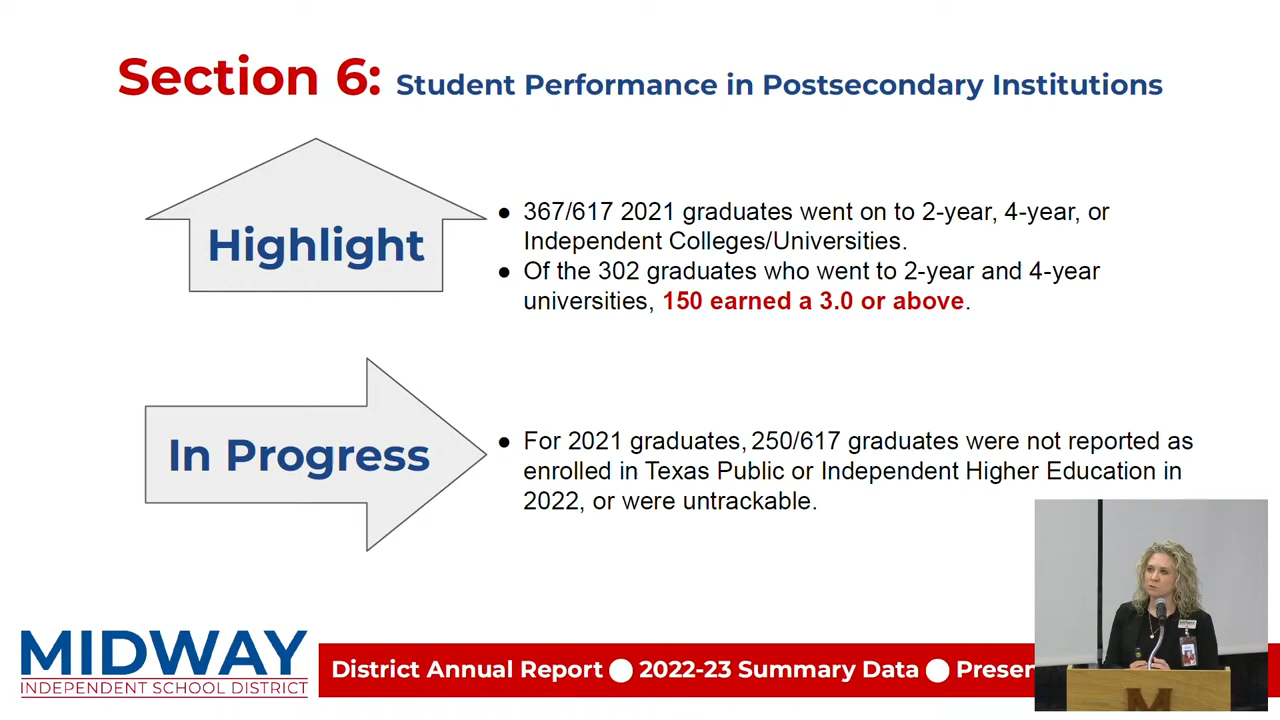 Section 6: Student Performance in Postsecondary Institutions
Highlight
● 367/617 2021 graduates went on to 2-year, 4-year, or
Independent Colleges/Universities.
● Of the 302 graduates who went to 2-year and 4-year
universities, 150 earned a 3.0 or above.
In Progress
● For 2021 graduates, 250/617 graduates were not reported as
enrolled in Texas Public or Independent Higher Education in
2022, or were untrackable.
MIDWAY
INDEPENDENT SCHOOL DISTRICT
District Annual Report ● 2022-23 Summary Data ● Presen
M